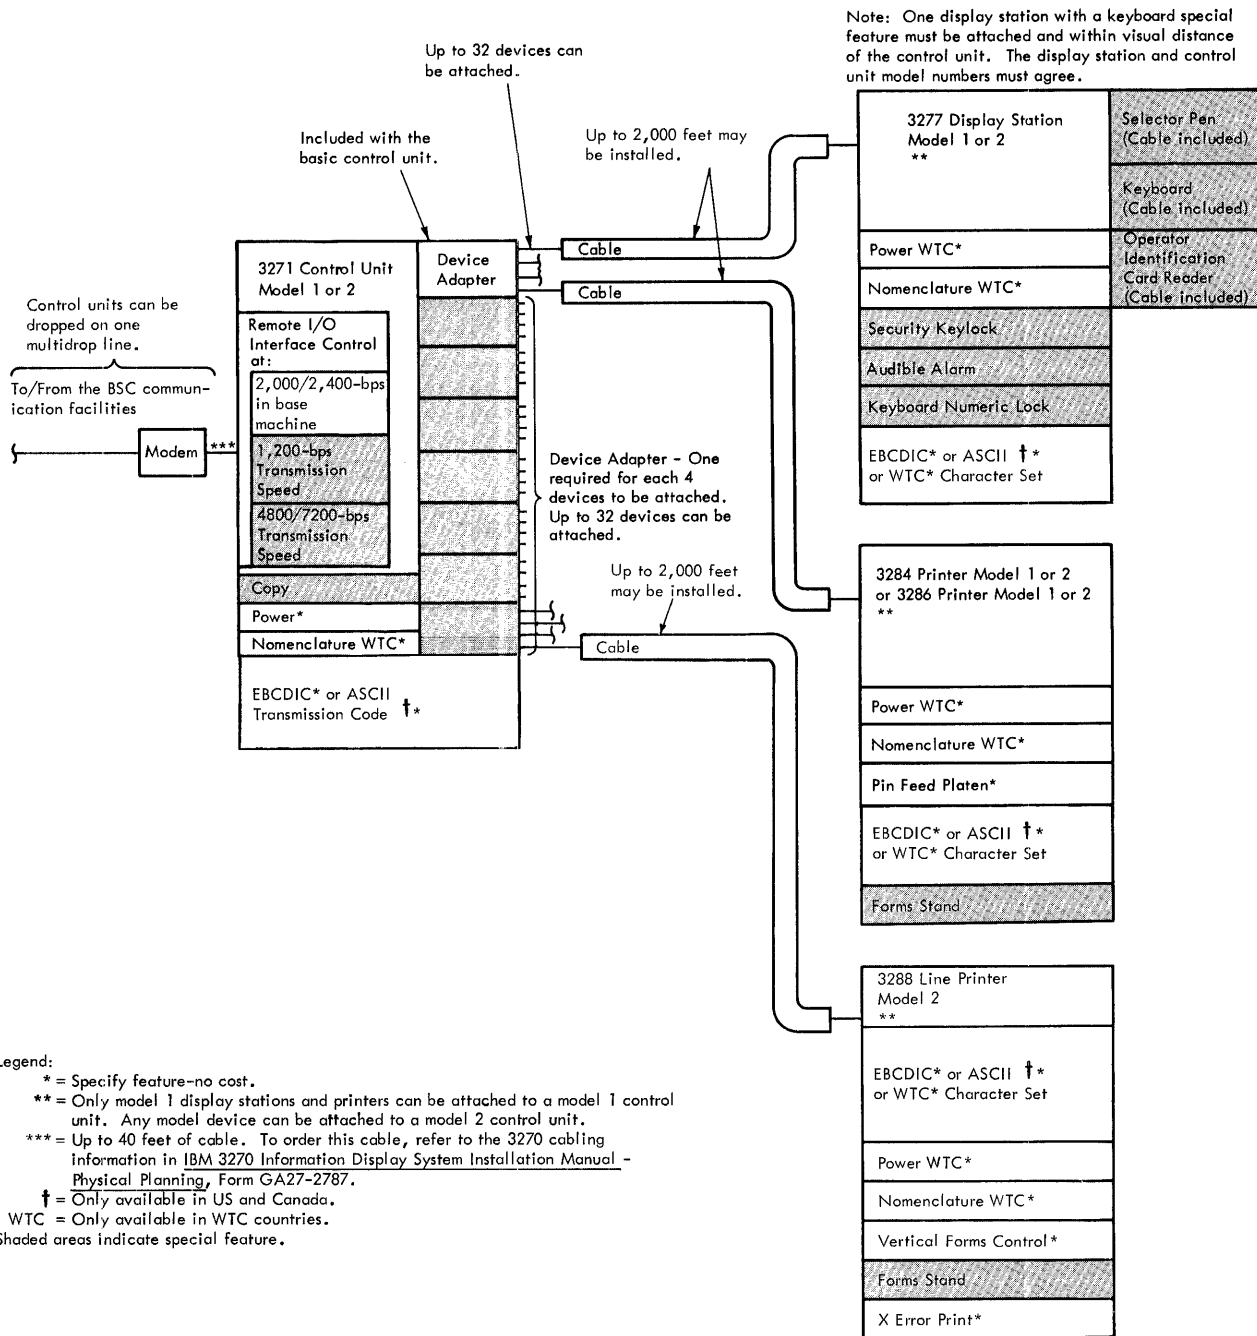 Note: One display station with a keyboard special
feature must be attached and within visual distance
of the control unit. The display station and control
unit model numbers must agree.
Up to 32 devices can
be attached.
Included with the
basic control unit.
Up to 2,000 feet may
be installed.
3277 Display Station
Model 1 or 2
**
Selector Pen
(Cable included)
Keyboard
(Cable included)
Operator
Identification
Card Reader
(Cable included)
Power WTC*
Nomenclature WTC*
Security Keylock
Audible Alarm
Keyboard Numeric Lock
EBCDIC* or ASCII †*
or WTC* Character Set
Cable
Cable
3271 Control Unit
Model 1 or 2
Device
Adapter
Remote I/O
Interface Control
at:
2,000/2,400-bps
in base
machine
1,200-bps
Transmission
Speed
4800/7200-bps
Transmission
Speed
Copy
Power*
Nomenclature WTC*
EBCDIC* or ASCII
Transmission Code †*
Control units can be
dropped on one
multidrop line.
To/From the BSC commun-
ication facilities
Modem
***
Device Adapter - One
required for each 4
devices to be attached.
Up to 32 devices can be
attached.
Up to 2,000 feet
may be installed.
Cable
3284 Printer Model 1 or 2
or 3286 Printer Model 1 or 2
**
Power WTC*
Nomenclature WTC*
Pin Feed Platen*
EBCDIC* or ASCII †*
or WTC* Character Set
Forms Stand
3288 Line Printer
Model 2
**
EBCDIC* or ASCII †*
or WTC* Character Set
Power WTC*
Nomenclature WTC*
Vertical Forms Control*
Forms Stand
X Error Print*
Legend:
* = Specify feature-no cost.
** = Only model 1 display stations and printers can be attached to a model 1 control
unit. Any model device can be attached to a model 2 control unit.
*** = Up to 40 feet of cable. To order this cable, refer to the 3270 cabling
information in IBM 3270 Information Display System Installation Manual -
Physical Planning, Form GA27-2787.
† = Only available in US and Canada.
WTC = Only available in WTC countries.
Shaded areas indicate special feature.